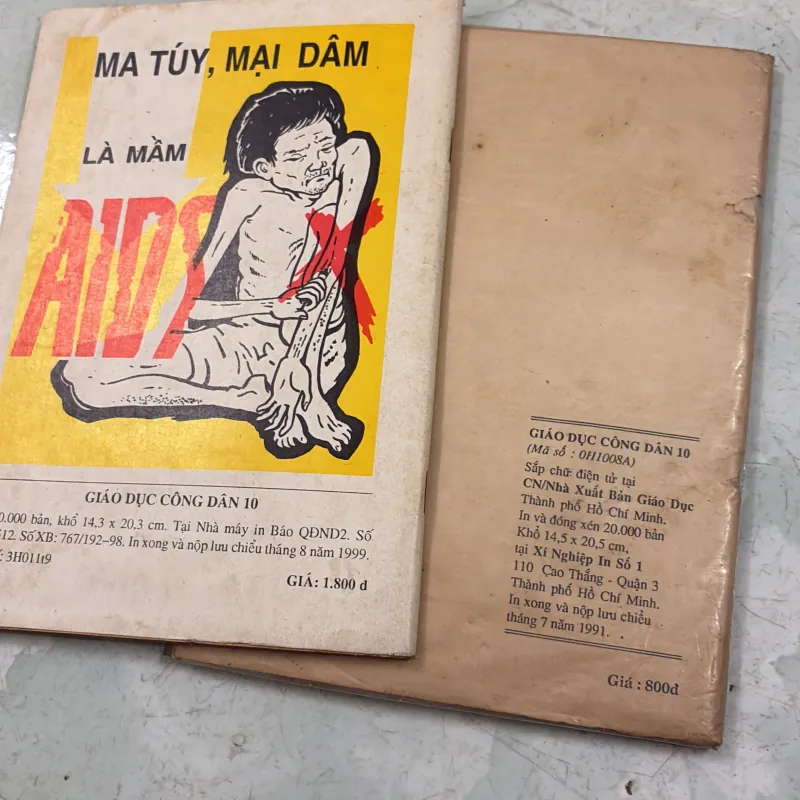 MA TÚY, MẠI DÂM
LÀ MẦM
AIDS
GIÁO DỤC CÔNG DÂN 10
0.000 bản, khổ 14,3 x 20,3 cm. Tại Nhà máy in Báo QĐND2. Số
512. Số XB: 767/192–98. In xong và nộp lưu chiểu tháng 8 năm 1999.
: 3H011t9
GIÁ: 1.800 đ
GIÁO DỤC CÔNG DÂN 10
(Mã số : 0H1008A)
Sắp chữ điện tử tại
CN/Nhà Xuất Bản Giáo Dục
Thành phố Hồ Chí Minh.
In và đóng xén 20.000 bản
Khổ 14,5 x 20,5 cm,
tại Xí Nghiệp In Số 1
110 Cao Thắng - Quận 3
Thành phố Hồ Chí Minh.
In xong và nộp lưu chiểu
tháng 7 năm 1991.
Giá : 800đ